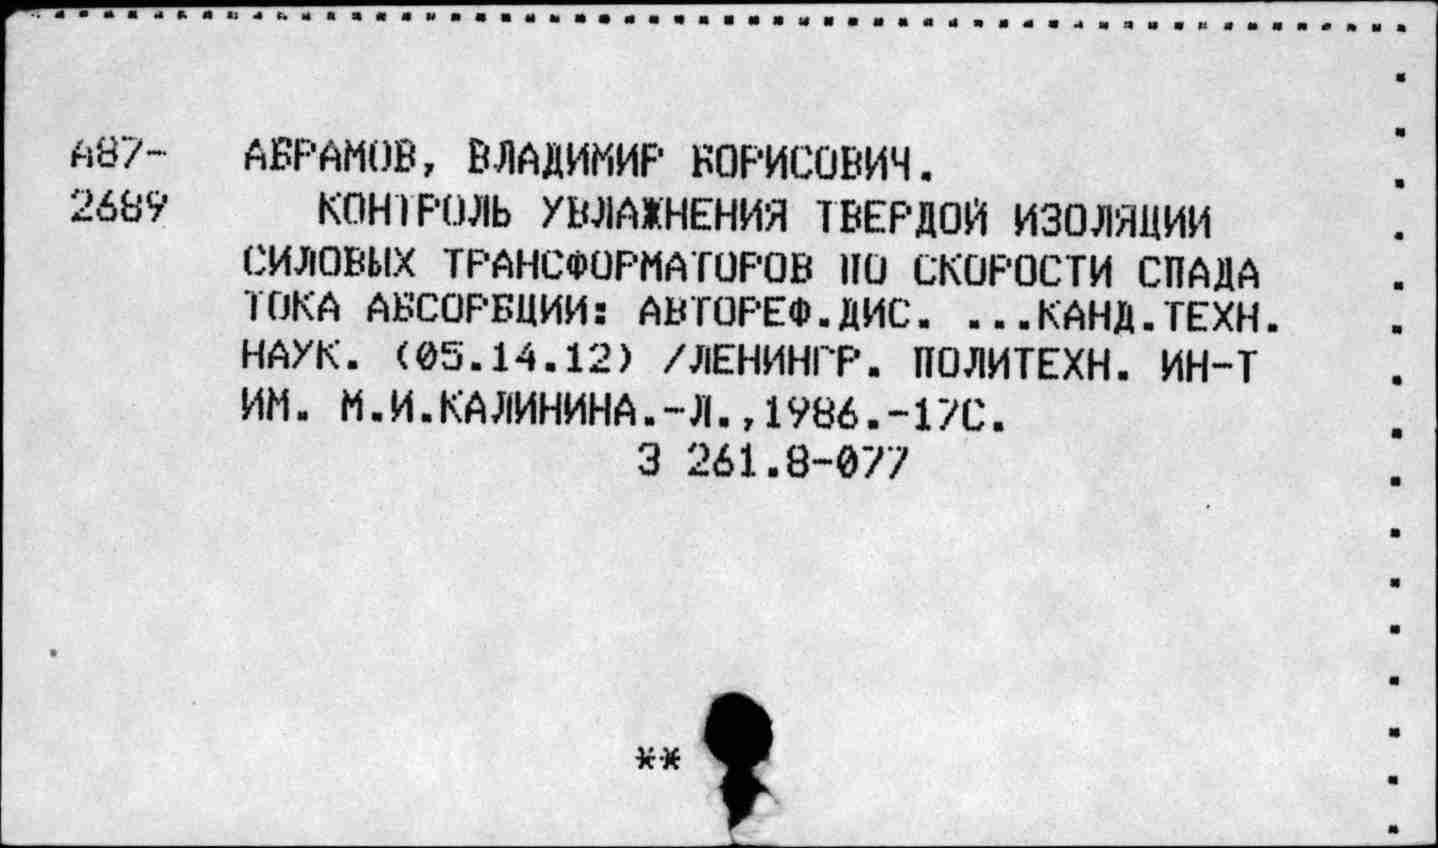 А87- АБРАМОВ, ВЛАДИМИР БОРИСОВИЧ.
2689 КОНТРОЛЬ УВЛАЖНЕНИЯ ТВЕРДОЙ ИЗОЛЯЦИИ
СИЛОВЫХ ТРАНСФОРМАТОРОВ ПО СКОРОСТИ СПАДА
ТОКА АБСОРБЦИИ: АВТОРЕФ.ДИС. ...КАНД.ТЕХН.
НАУК. (05.14.12) /ЛЕНИНГР. ПОЛИТЕХН. ИН-Т
ИМ. М.И.КАЛИНИНА.-Л.,1986.-17С.
З 261.8-077
**